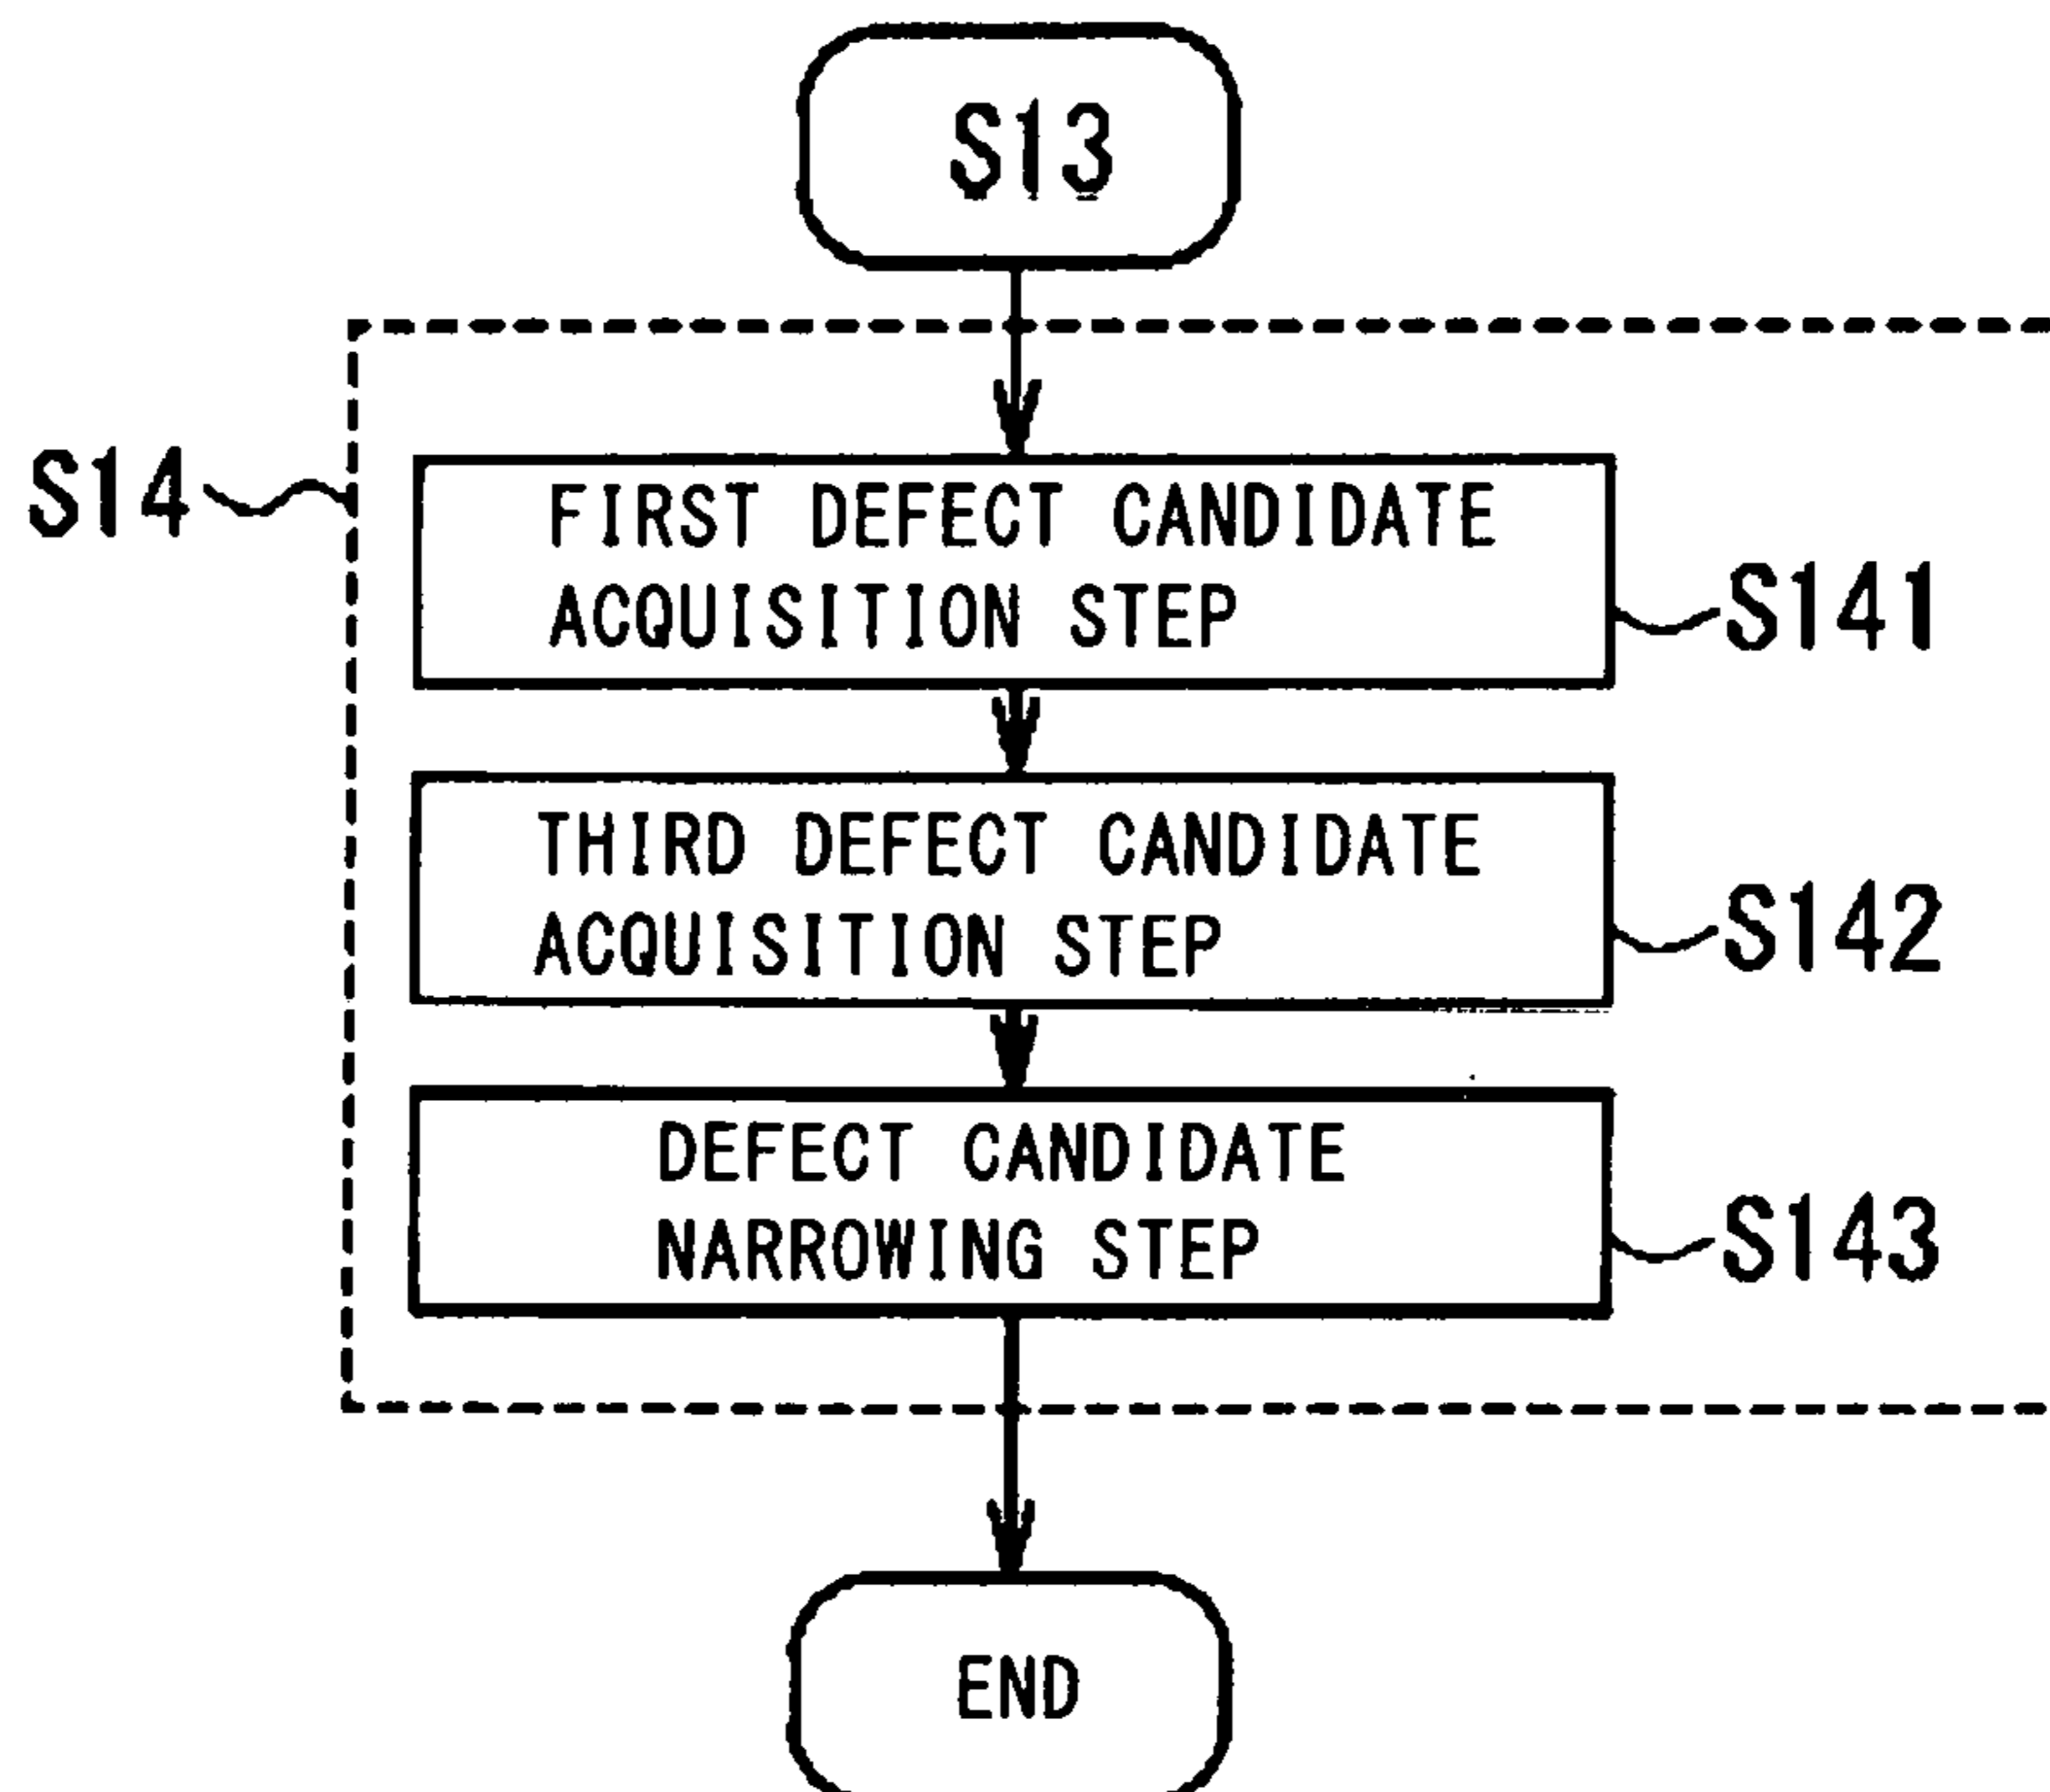 S13
S14
FIRST DEFECT CANDIDATE
ACQUISITION STEP
S141
THIRD DEFECT CANDIDATE
ACQUISITION STEP
S142
DEFECT CANDIDATE
NARROWING STEP
S143
END